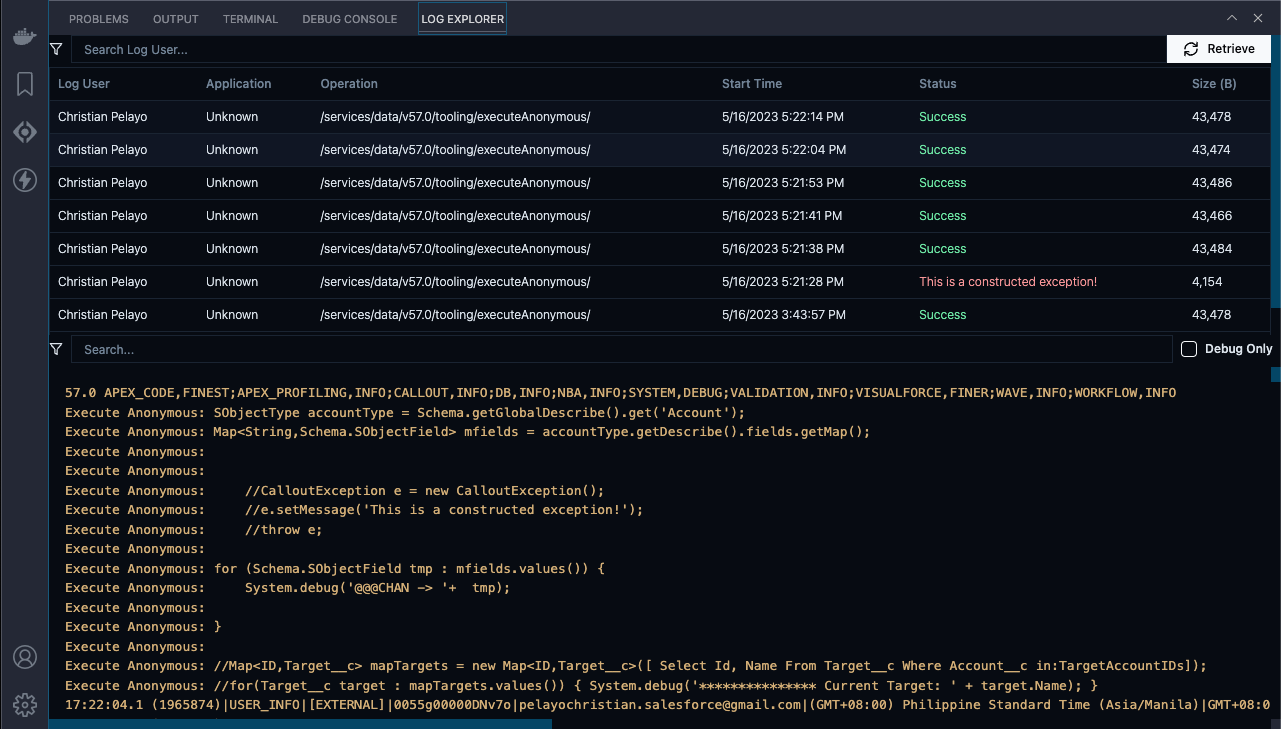 PROBLEMS OUTPUT TERMINAL DEBUG CONSOLE LOG EXPLORER
Search Log User... Retrieve
Log User Application Operation Start Time Status Size (B)
Christian Pelayo Unknown /services/data/v57.0/tooling/executeAnonymous/ 5/16/2023 5:22:14 PM Success 43,478
Christian Pelayo Unknown /services/data/v57.0/tooling/executeAnonymous/ 5/16/2023 5:22:04 PM Success 43,474
Christian Pelayo Unknown /services/data/v57.0/tooling/executeAnonymous/ 5/16/2023 5:21:53 PM Success 43,486
Christian Pelayo Unknown /services/data/v57.0/tooling/executeAnonymous/ 5/16/2023 5:21:41 PM Success 43,466
Christian Pelayo Unknown /services/data/v57.0/tooling/executeAnonymous/ 5/16/2023 5:21:38 PM Success 43,484
Christian Pelayo Unknown /services/data/v57.0/tooling/executeAnonymous/ 5/16/2023 5:21:28 PM This is a constructed exception! 4,154
Christian Pelayo Unknown /services/data/v57.0/tooling/executeAnonymous/ 5/16/2023 3:43:57 PM Success 43,478
Search... Debug Only
57.0 APEX_CODE,FINEST;APEX_PROFILING,INFO;CALLOUT,INFO;DB,INFO;NBA,INFO;SYSTEM,DEBUG;VALIDATION,INFO;VISUALFORCE,FINER;WAVE,INFO;WORKFLOW,INFO
Execute Anonymous: SObjectType accountType = Schema.getGlobalDescribe().get('Account');
Execute Anonymous: Map<String,Schema.SObjectField> mfields = accountType.getDescribe().fields.getMap();
Execute Anonymous:
Execute Anonymous:
Execute Anonymous:     //CalloutException e = new CalloutException();
Execute Anonymous:     //e.setMessage('This is a constructed exception!');
Execute Anonymous:     //throw e;
Execute Anonymous:
Execute Anonymous: for (Schema.SObjectField tmp : mfields.values()) {
Execute Anonymous:     System.debug('@@@CHAN -> '+  tmp);
Execute Anonymous:
Execute Anonymous: }
Execute Anonymous:
Execute Anonymous: //Map<ID,Target__c> mapTargets = new Map<ID,Target__c>([ Select Id, Name From Target__c Where Account__c in:TargetAccountIDs]);
Execute Anonymous: //for(Target__c target : mapTargets.values()) { System.debug('*************** Current Target: ' + target.Name); }
17:22:04.1 (1965874)|USER_INFO|[EXTERNAL]|0055g00000DNv7o|pelayochristian.salesforce@gmail.com|(GMT+08:00) Philippine Standard Time (Asia/Manila)|GMT+08:0